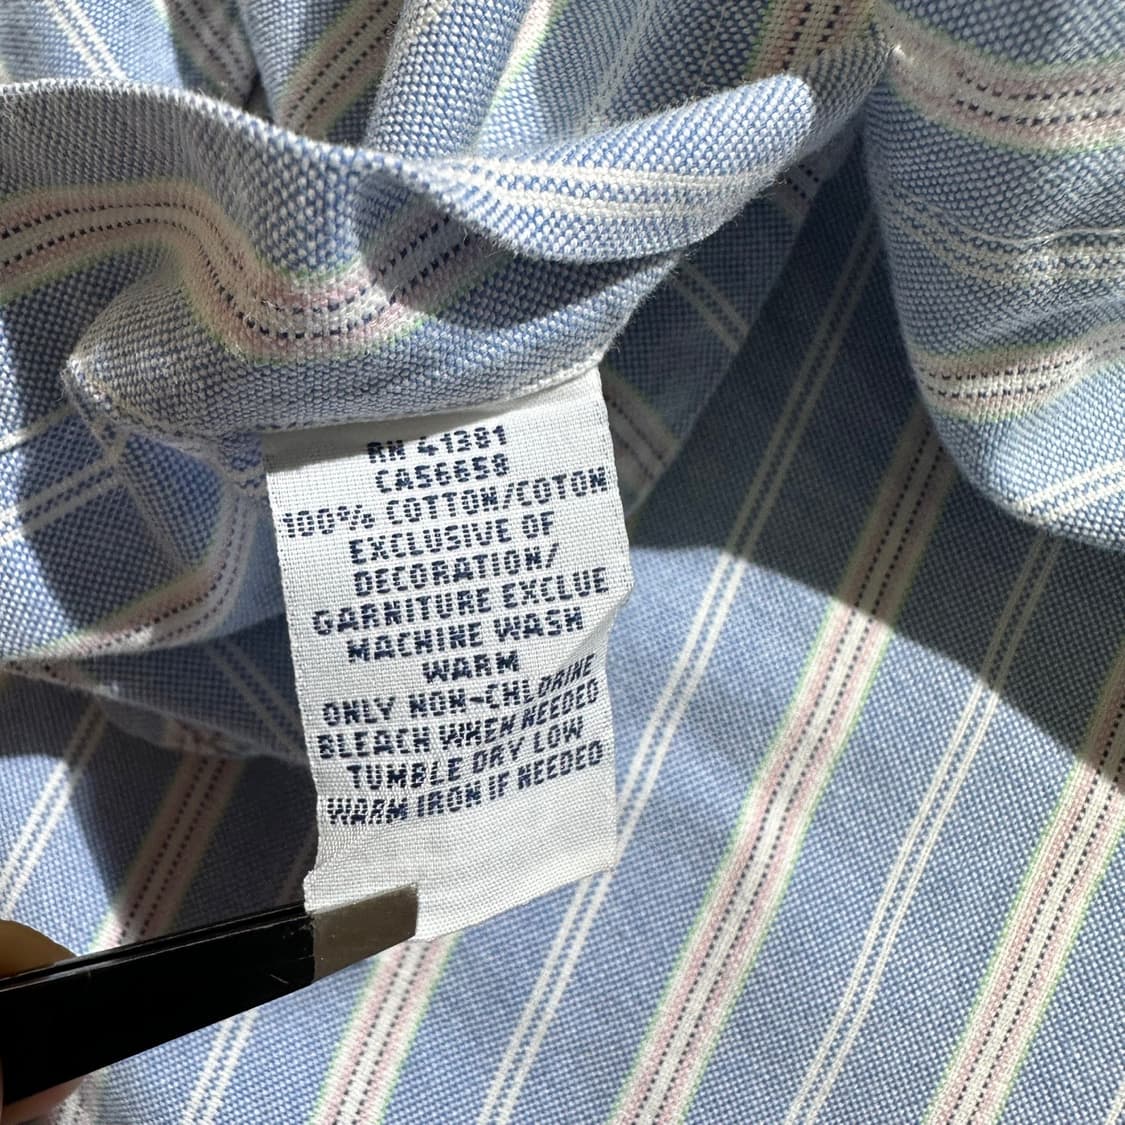 RN 41381
CA56658
100% COTTON/COTON
EXCLUSIVE OF
DECORATION/
GARNITURE EXCLUE
MACHINE WASH
WARM
ONLY NON-CHLORINE
BLEACH WHEN NEEDED
TUMBLE DRY LOW
WARM IRON IF NEEDED